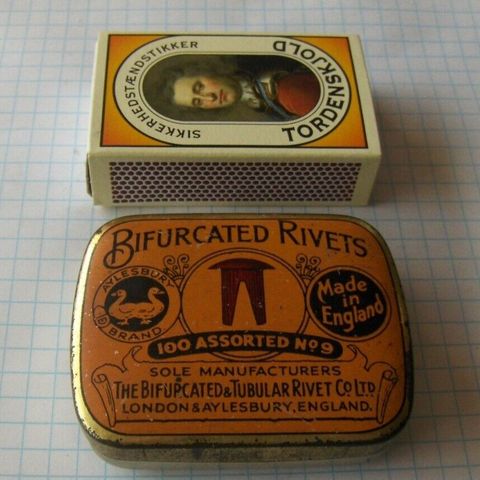 SIKKERHEDSTÆNDSTIKKER
TORDENSKJOLD
BIFURCATED RIVETS
AYLESBURY
BRAND
Made
in
England
100 ASSORTED No 9
SOLE MANUFACTURERS
THE BIFURCATED & TUBULAR RIVET Co LTD
LONDON & AYLESBURY, ENGLAND.